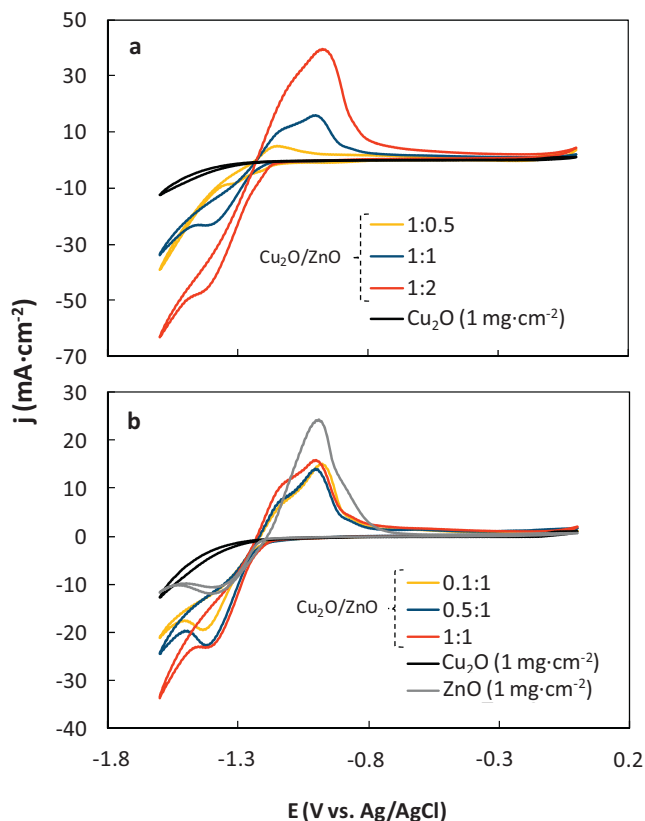 50
30
10
-10
-30
-50
-70
a
Cu₂O/ZnO
1:0.5
1:1
1:2
Cu₂O (1 mg·cm⁻²)
j (mA·cm⁻²)
30
20
10
0
-10
-20
-30
-40
b
Cu₂O/ZnO
0.1:1
0.5:1
1:1
Cu₂O (1 mg·cm⁻²)
ZnO (1 mg·cm⁻²)
-1.8 -1.3 -0.8 -0.3 0.2
E (V vs. Ag/AgCl)